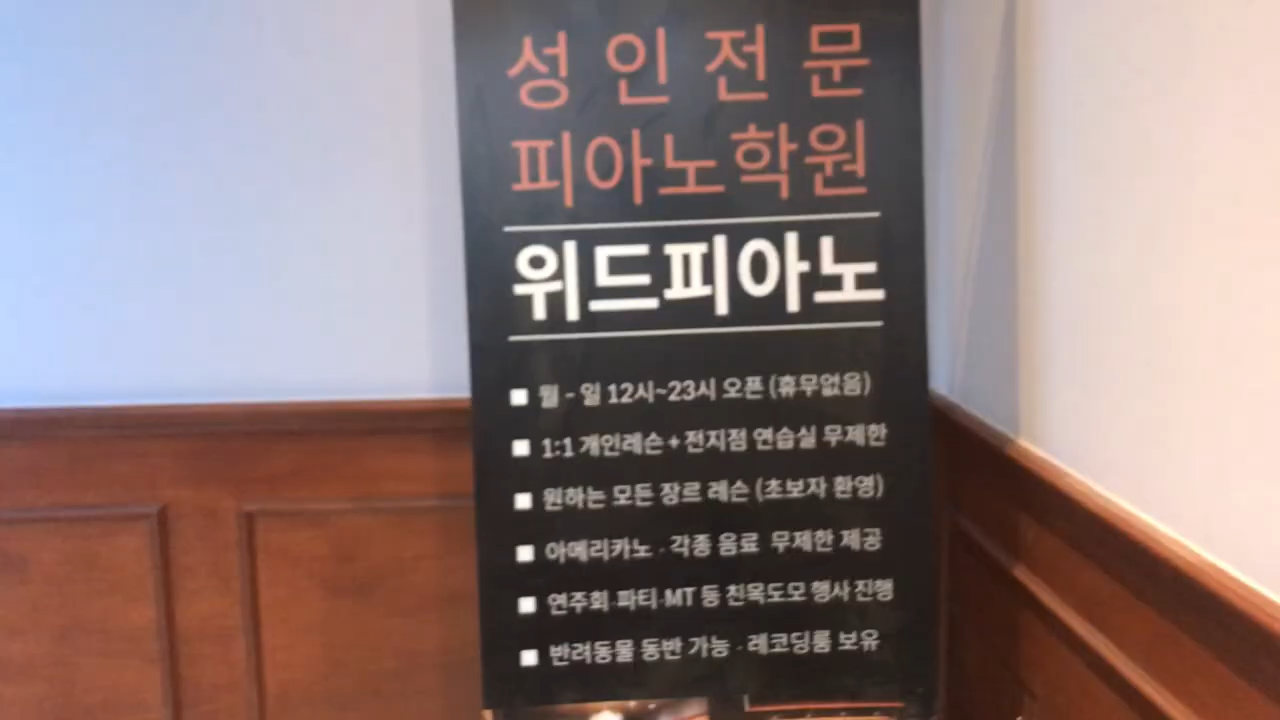 성인전문
피아노학원
위드피아노
■ 월 - 일 12시~23시 오픈 (휴무없음)
■ 1:1 개인레슨 + 전지점 연습실 무제한
■ 원하는 모든 장르 레슨 (초보자 환영)
■ 아메리카노 · 각종 음료 무제한 제공
■ 연주회·파티·MT 등 친목도모 행사 진행
■ 반려동물 동반 가능 · 레코딩룸 보유